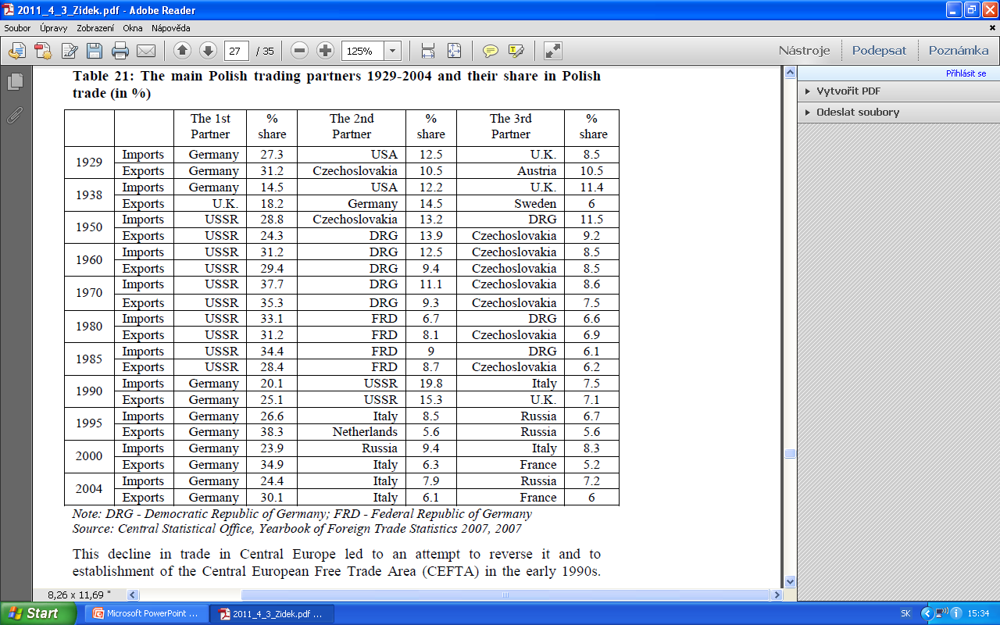 2011_4_3_Zidek.pdf - Adobe Reader
Soubor Úpravy Zobrazení Okna Nápověda
27 / 35 125% Nástroje Podepsat Poznámka
Přihlásit se
Vytvořit PDF
Odeslat soubory
Table 21: The main Polish trading partners 1929-2004 and their share in Polish
trade (in %)
The 1st Partner % share The 2nd Partner % share The 3rd Partner % share
1929 Imports Germany 27.3 USA 12.5 U.K. 8.5
Exports Germany 31.2 Czechoslovakia 10.5 Austria 10.5
1938 Imports Germany 14.5 USA 12.2 U.K. 11.4
Exports U.K. 18.2 Germany 14.5 Sweden 6
1950 Imports USSR 28.8 Czechoslovakia 13.2 DRG 11.5
Exports USSR 24.3 DRG 13.9 Czechoslovakia 9.2
1960 Imports USSR 31.2 DRG 12.5 Czechoslovakia 8.5
Exports USSR 29.4 DRG 9.4 Czechoslovakia 8.5
1970 Imports USSR 37.7 DRG 11.1 Czechoslovakia 8.6
Exports USSR 35.3 DRG 9.3 Czechoslovakia 7.5
1980 Imports USSR 33.1 FRD 6.7 DRG 6.6
Exports USSR 31.2 FRD 8.1 Czechoslovakia 6.9
1985 Imports USSR 34.4 FRD 9 DRG 6.1
Exports USSR 28.4 FRD 8.7 Czechoslovakia 6.2
1990 Imports Germany 20.1 USSR 19.8 Italy 7.5
Exports Germany 25.1 USSR 15.3 U.K. 7.1
1995 Imports Germany 26.6 Italy 8.5 Russia 6.7
Exports Germany 38.3 Netherlands 5.6 Russia 5.6
2000 Imports Germany 23.9 Russia 9.4 Italy 8.3
Exports Germany 34.9 Italy 6.3 France 5.2
2004 Imports Germany 24.4 Italy 7.9 Russia 7.2
Exports Germany 30.1 Italy 6.1 France 6
Note: DRG - Democratic Republic of Germany; FRD - Federal Republic of Germany
Source: Central Statistical Office, Yearbook of Foreign Trade Statistics 2007, 2007
This decline in trade in Central Europe led to an attempt to reverse it and to
establishment of the Central European Free Trade Area (CEFTA) in the early 1990s.
8,26 x 11,69 "
Start Microsoft PowerPoint ... 2011_4_3_Zidek.pdf ... SK 15:34